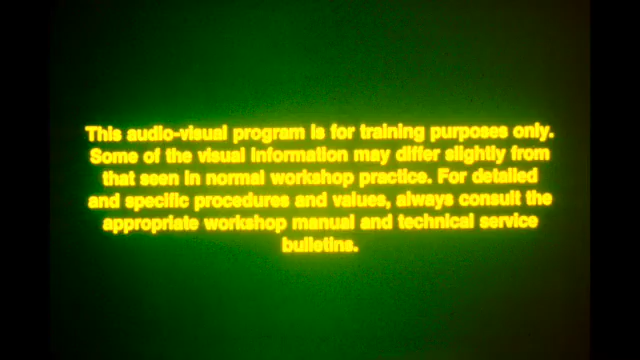 This audio-visual program is for training purposes only.
Some of the visual information may differ slightly from
that seen in normal workshop practice. For detailed
and specific procedures and values, always consult the
appropriate workshop manual and technical service
bulletins.